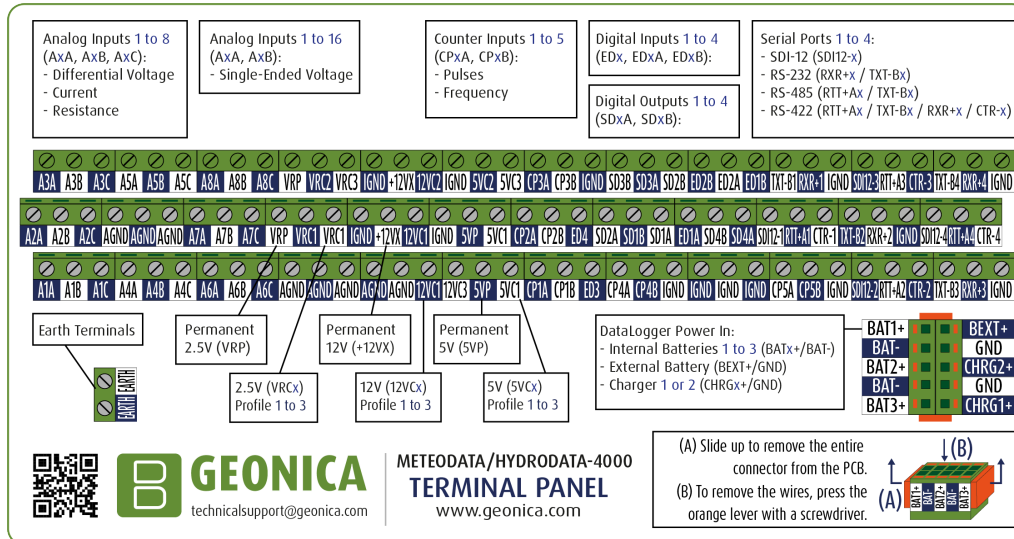 Analog Inputs 1 to 8
(AxA, AxB, AxC):
- Differential Voltage
- Current
- Resistance
Analog Inputs 1 to 16
(AxA, AxB):
- Single-Ended Voltage
Counter Inputs 1 to 5
(CPxA, CPxB):
- Pulses
- Frequency
Digital Inputs 1 to 4
(EDx, EDxA, EDxB):
Digital Outputs 1 to 4
(SDxA, SDxB):
Serial Ports 1 to 4:
- SDI-12 (SDI12-x)
- RS-232 (RXR+x / TXT-Bx)
- RS-485 (RTT+Ax / TXT-Bx)
- RS-422 (RTT+Ax / TXT-Bx / RXR+x / CTR-x)
A3A A3B A3C A5A A5B A5C A8A A8B A8C VRP VRC2 VRC3 IGND +12VX 12VC2 IGND 5VC2 5VC3 CP3A CP3B IGND SD3B SD3A SD2B ED2B ED2A ED1B TXT-B1 RXR+1 IGND SDI12-3 RTT+A3 CTR-3 TXT-B4 RXR+4 IGND
A2A A2B A2C AGND AGND AGND A7A A7B A7C VRP VRC1 VRC1 IGND +12VX 12VC1 IGND 5VP 5VC1 CP2A CP2B ED4 SD2A SD1B SD1A ED1A SD4B SD4A SDI12-1 RTT+A1 CTR-1 TXT-B2 RXR+2 IGND SDI12-4 RTT+A4 CTR-4
A1A A1B A1C A4A A4B A4C A6A A6B A6C AGND AGND AGND AGND AGND 12VC1 12VC3 5VP 5VC1 CP1A CP1B ED3 CP4A CP4B IGND IGND IGND IGND CP5A CP5B IGND SDI12-2 RTT+A2 CTR-2 TXT-B3 RXR+3 IGND
Earth Terminals
EARTH EARTH
EARTH EARTH
Permanent
2.5V (VRP)
2.5V (VRCx)
Profile 1 to 3
Permanent
12V (+12VX)
12V (12VCx)
Profile 1 to 3
Permanent
5V (5VP)
5V (5VCx)
Profile 1 to 3
DataLogger Power In:
- Internal Batteries 1 to 3 (BATx+/BAT-)
- External Battery (BEXT+/GND)
- Charger 1 or 2 (CHRGx+/GND)
BAT1+ BEXT+
BAT- GND
BAT2+ CHRG2+
BAT- GND
BAT3+ CHRG1+
GEONICA
technicalsupport@geonica.com
METEODATA/HYDRODATA-4000
TERMINAL PANEL
www.geonica.com
(A) Slide up to remove the entire
connector from the PCB.
(B) To remove the wires, press the
orange lever with a screwdriver.
(B)
(A)
BAT1+ BAT- BAT2+ BAT- BAT3+